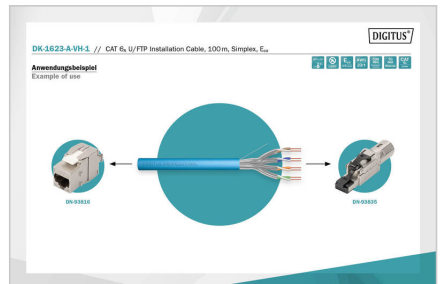 DIGITUS®
DK-1623-A-VH-1 // CAT 6A U/FTP Installation Cable, 100 m, Simplex, Eca
Anwendungsbeispiel
Example of use
DN-93616
DN-93835